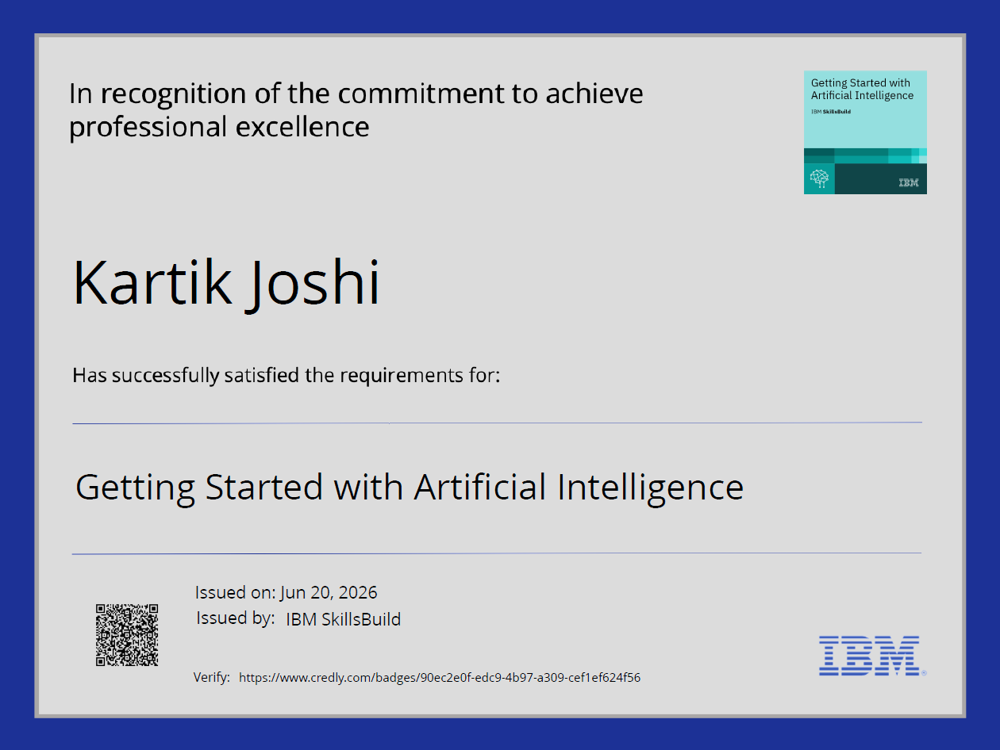 In recognition of the commitment to achieve
professional excellence
Getting Started with
Artificial Intelligence
IBM SkillsBuild
IBM
Kartik Joshi
Has successfully satisfied the requirements for:
Getting Started with Artificial Intelligence
Issued on: Jun 20, 2026
Issued by: IBM SkillsBuild
Verify: https://www.credly.com/badges/90ec2e0f-edc9-4b97-a309-cef1ef624f56
IBM®